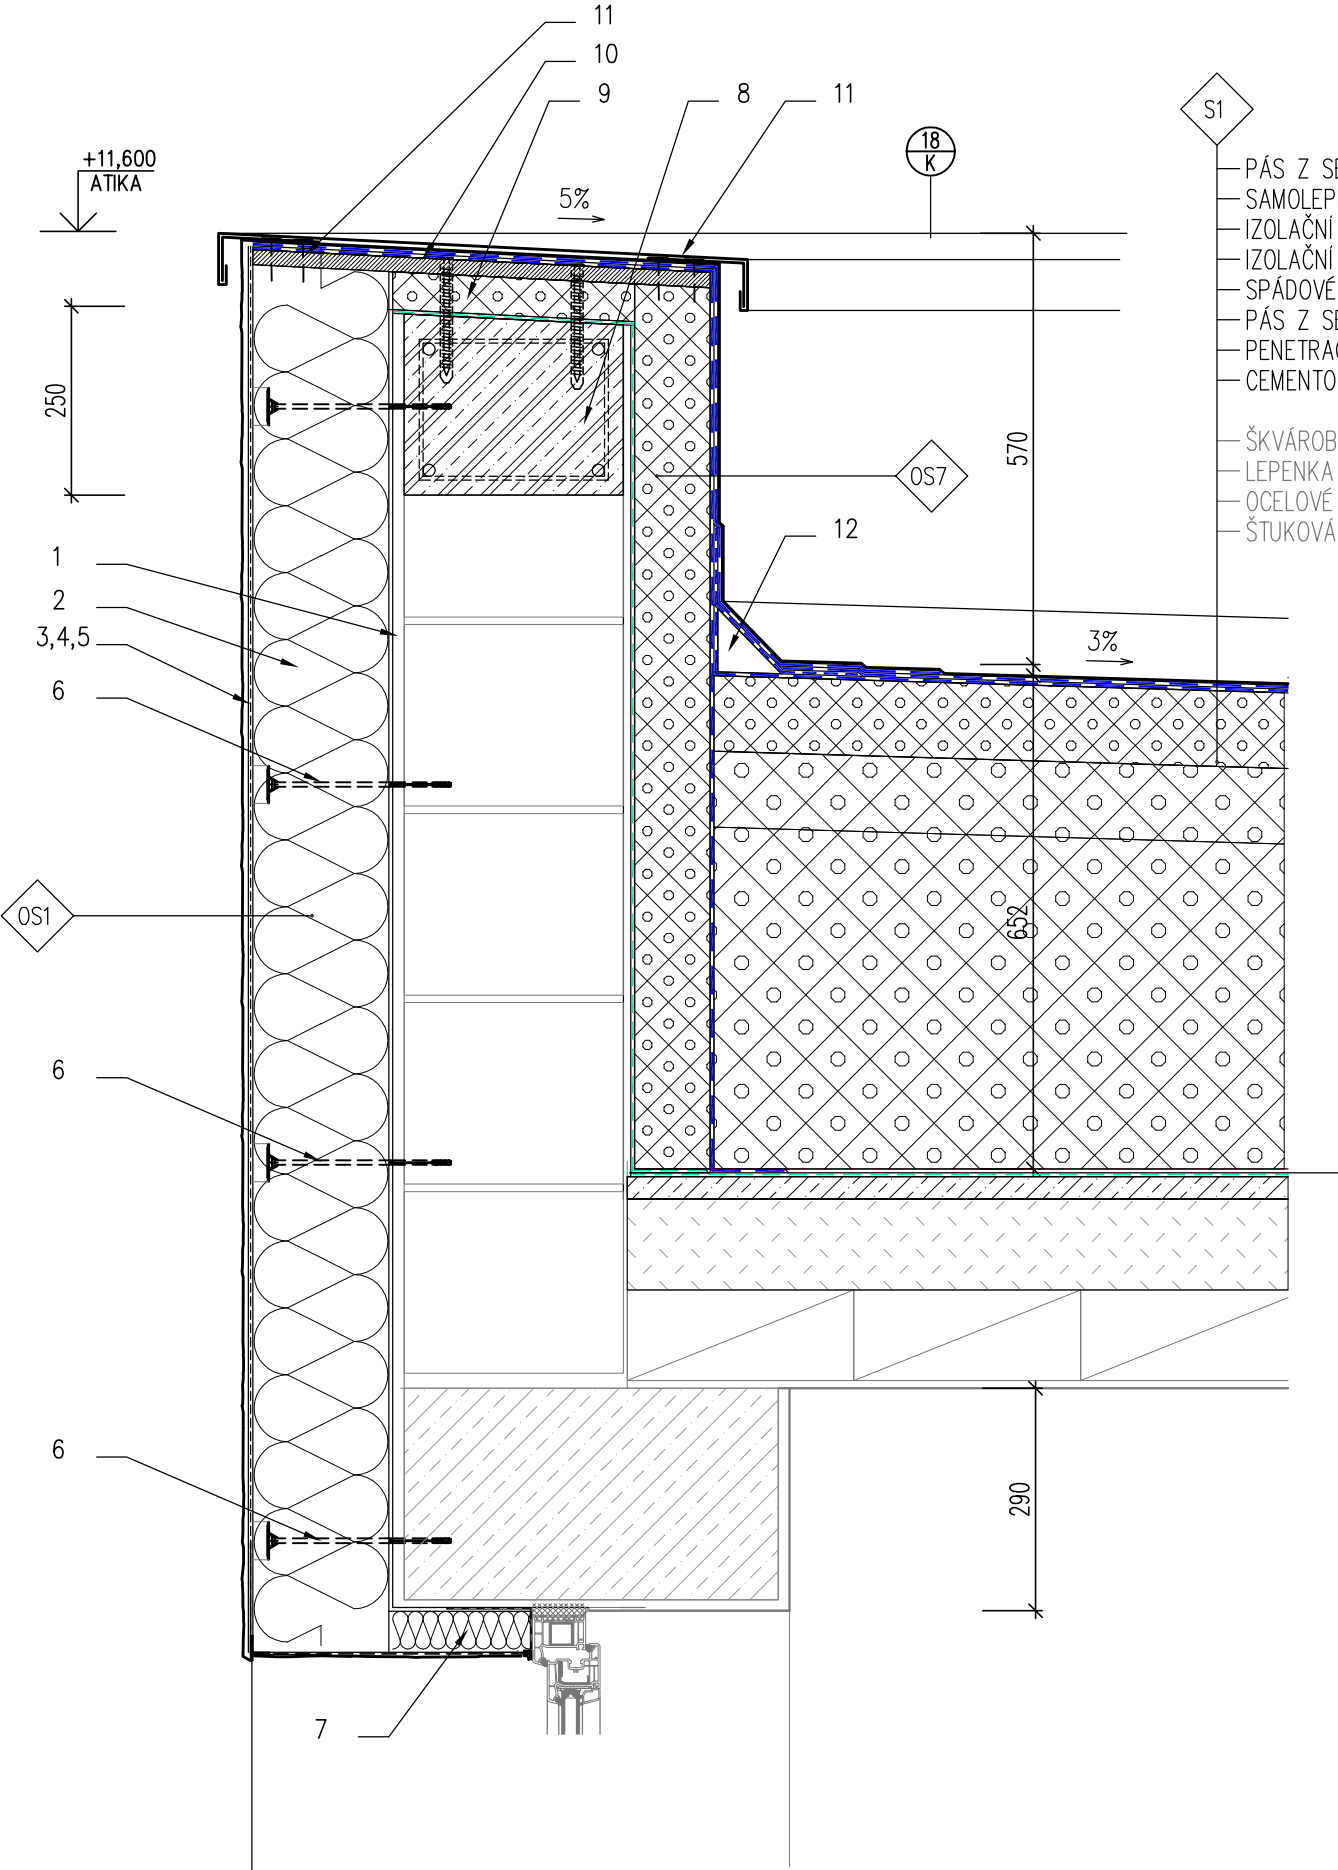 11
10
9
8
11
S1
18
K
+11,600
ATIKA
5%
PÁS Z SE
SAMOLEP
IZOLAČNÍ
IZOLAČNÍ
SPÁDOVÉ
PÁS Z SE
PENETRAC
CEMENTO
ŠKVÁROB
LEPENKA
OCELOVÉ
ŠTUKOVÁ
250
570
OS7
12
1
2
3,4,5
6
3%
OS1
652
6
6
290
7